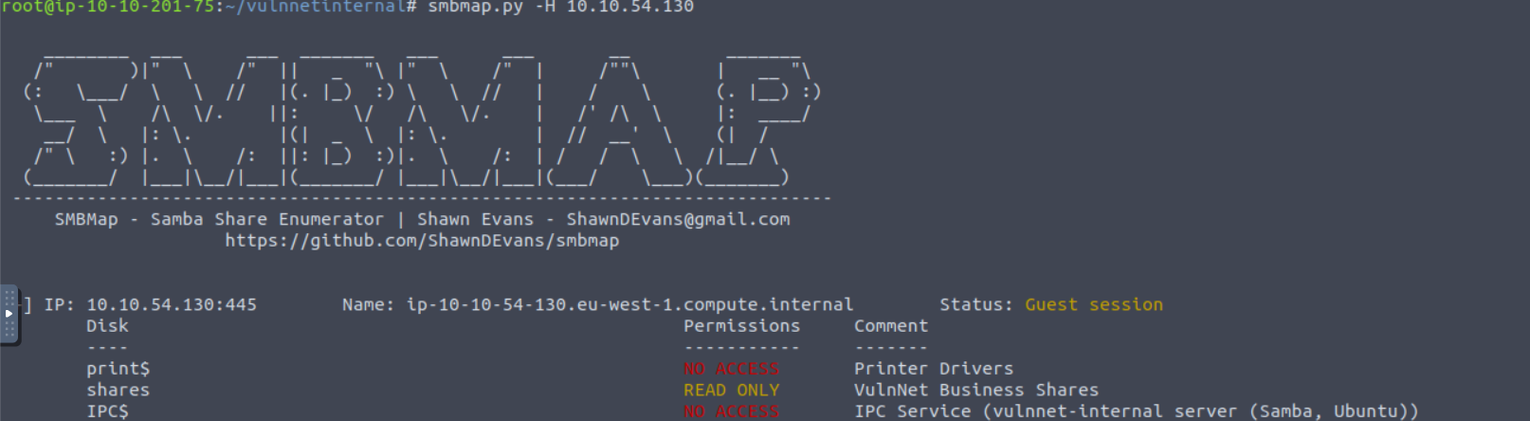 root@ip-10-10-201-75:~/vulnnetinternal# smbmap.py -H 10.10.54.130
SMBMAP
-----------------------------------------------------------------------------
SMBMap - Samba Share Enumerator | Shawn Evans - ShawnDEvans@gmail.com
https://github.com/ShawnDEvans/smbmap
] IP: 10.10.54.130:445 Name: ip-10-10-54-130.eu-west-1.compute.internal Status: Guest session
Disk Permissions Comment
---- ----------- -------
print$ NO ACCESS Printer Drivers
shares READ ONLY VulnNet Business Shares
IPC$ NO ACCESS IPC Service (vulnnet-internal server (Samba, Ubuntu))